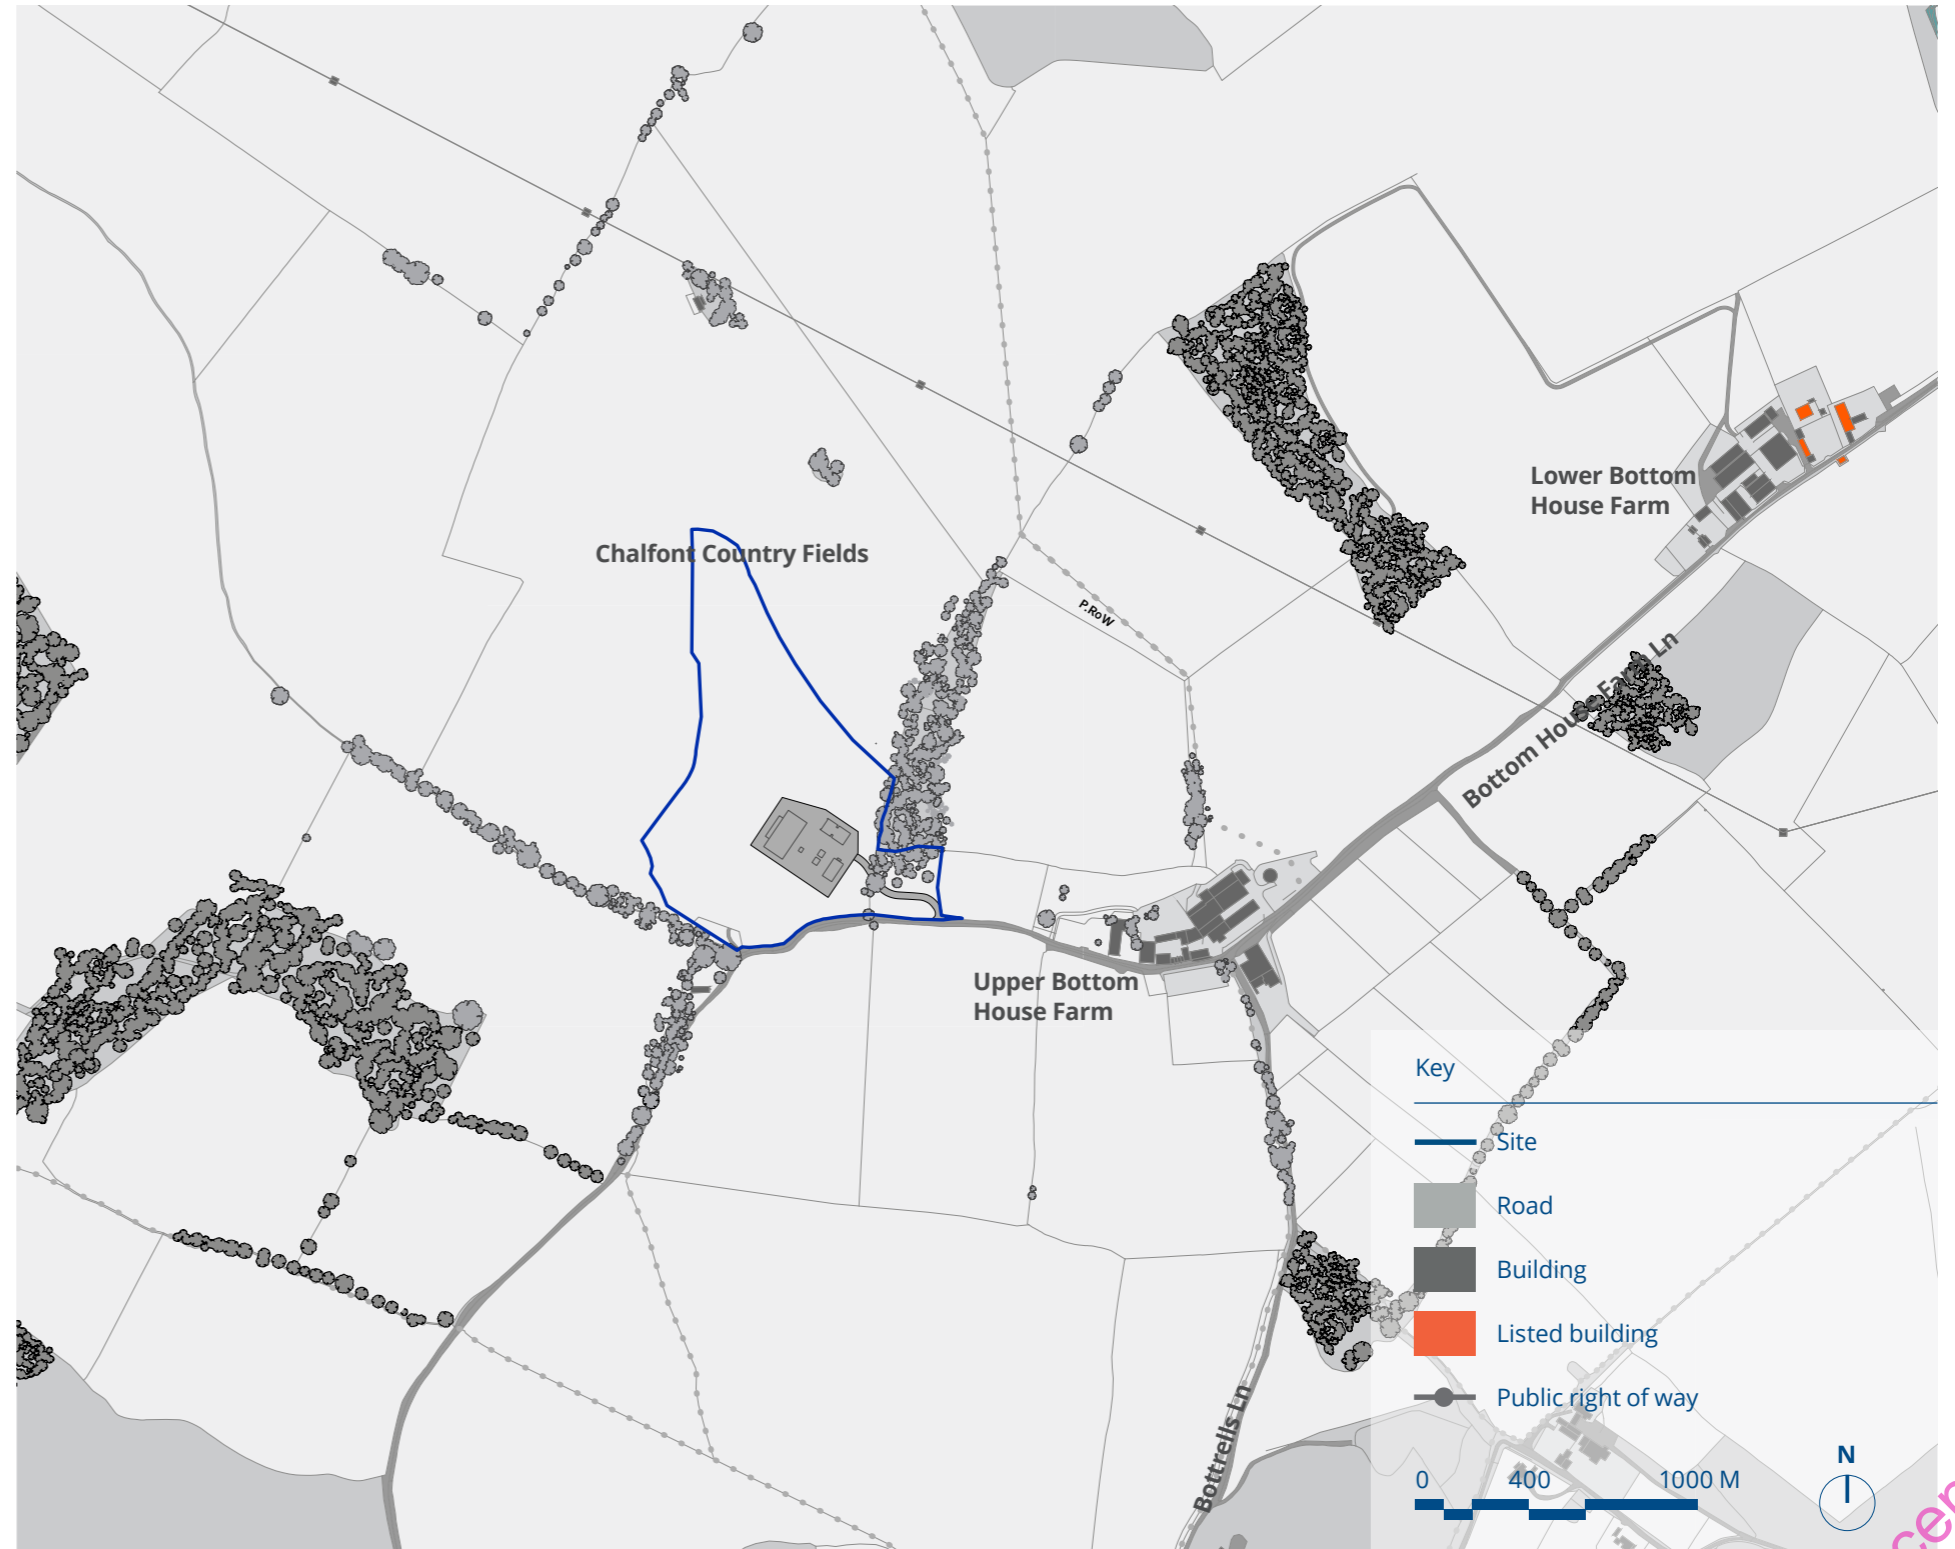 Lower Bottom
House Farm
Chalfont Country Fields
P.RoW
Bottom House Farm Ln
Upper Bottom
House Farm
Bottrells Ln
Key
Site
Road
Building
Listed building
Public right of way
0 400 1000 M
N